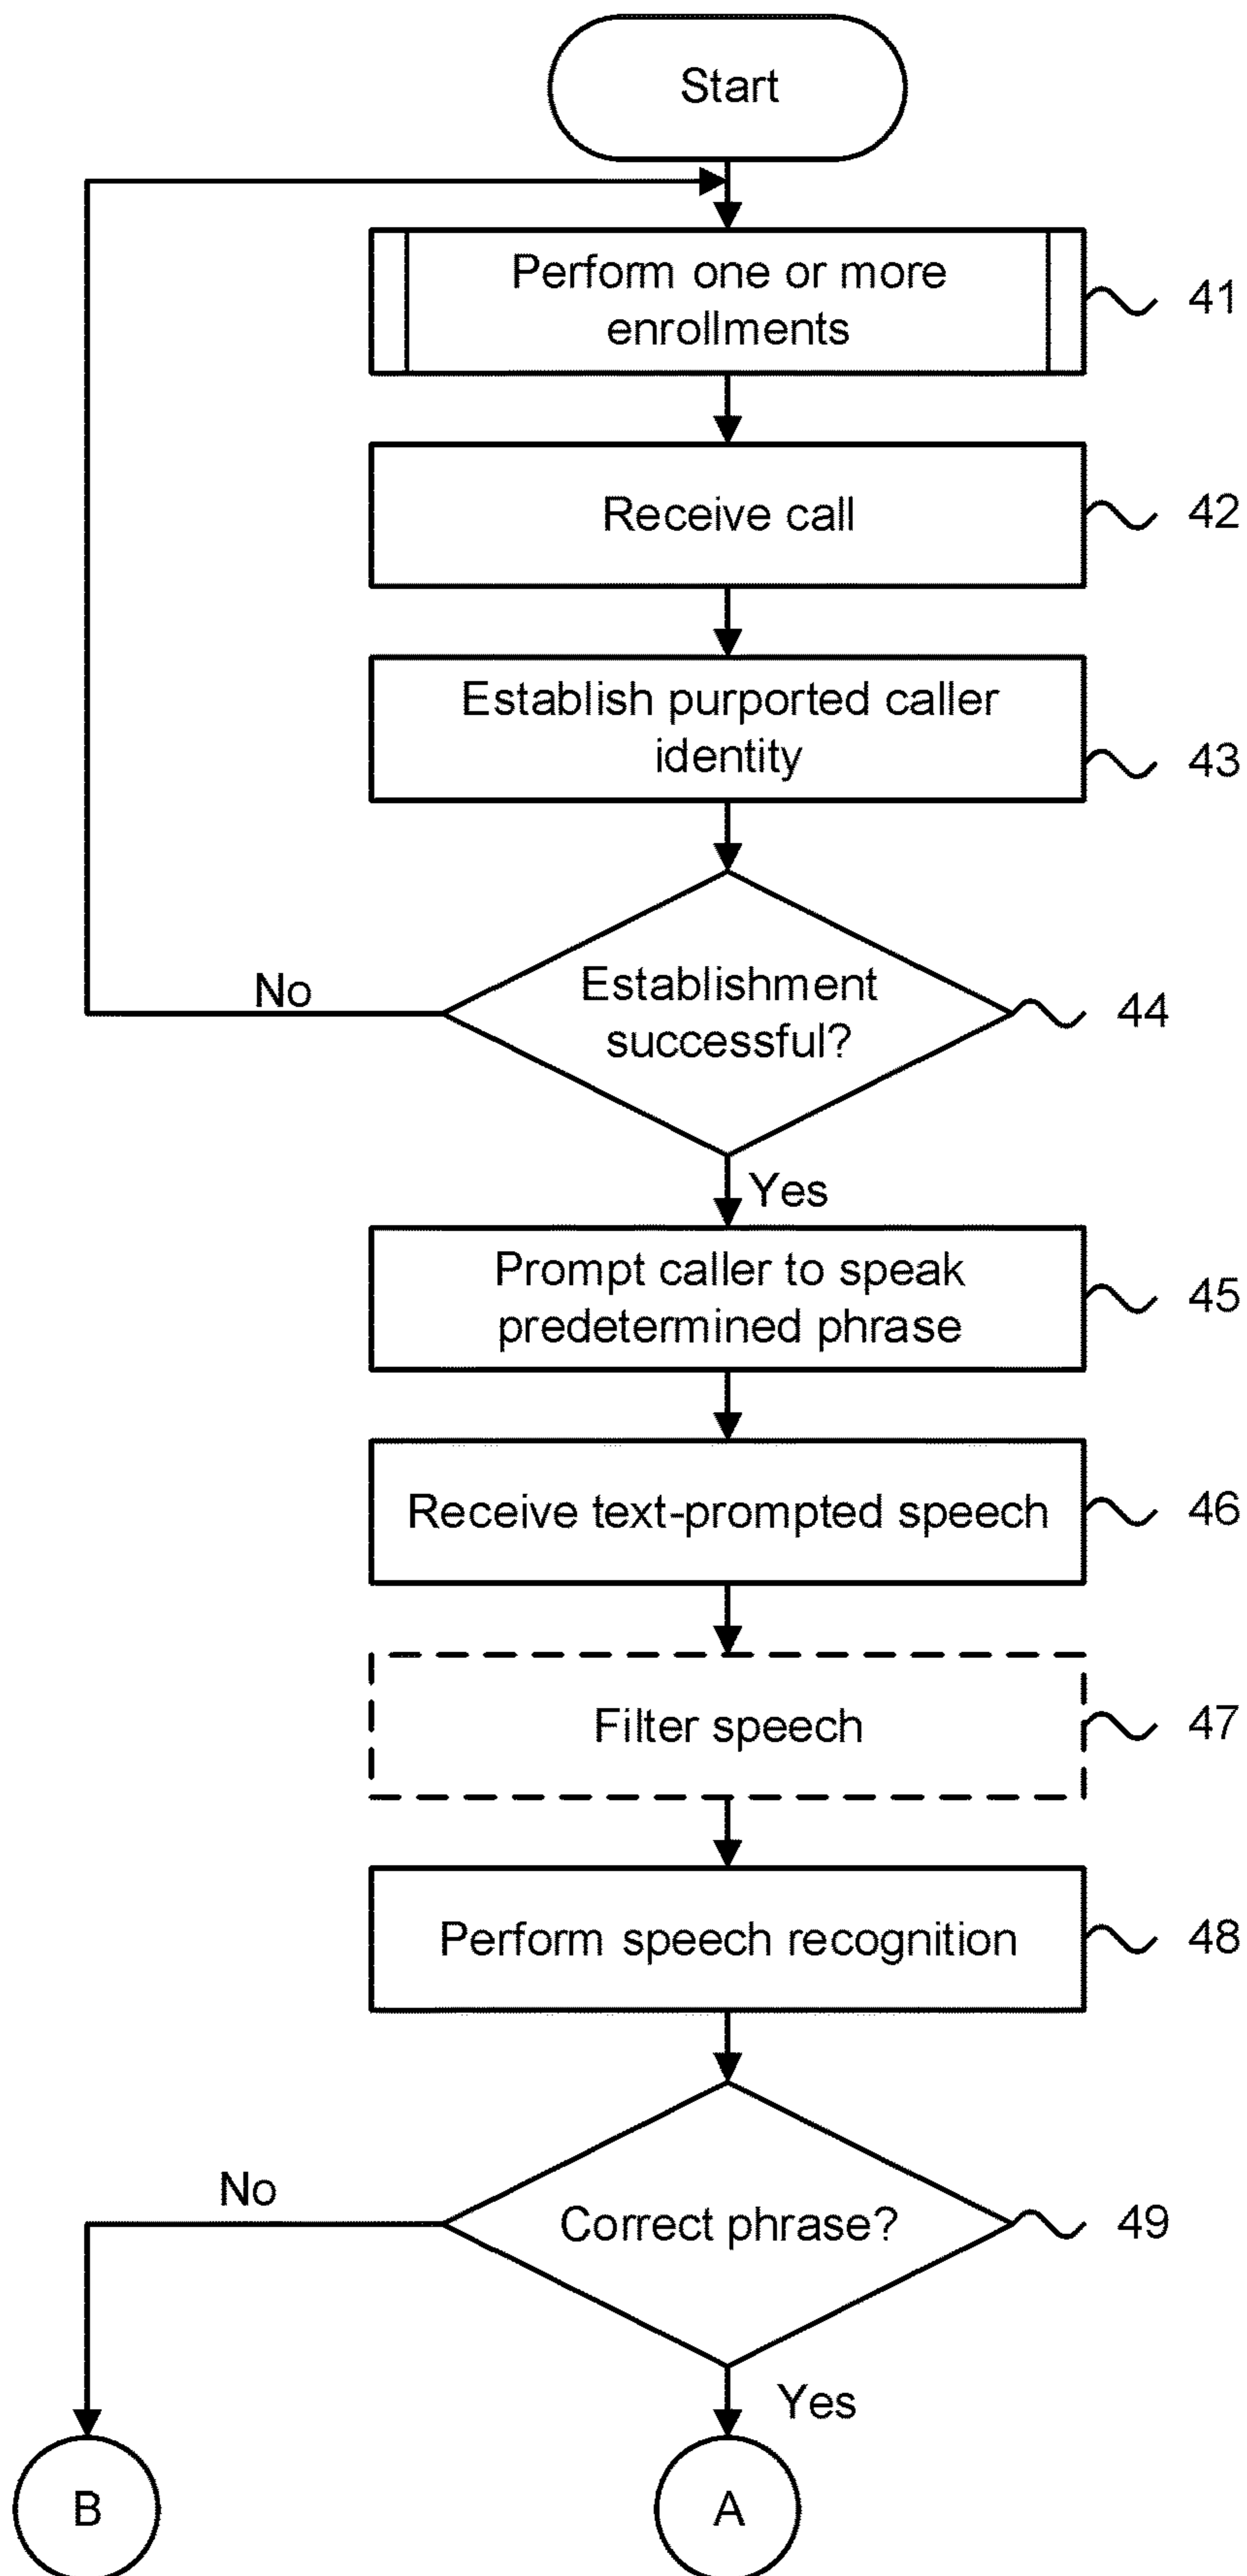 Start
Perform one or more
enrollments
41
Receive call
42
Establish purported caller
identity
43
Establishment
successful?
44
No
Yes
Prompt caller to speak
predetermined phrase
45
Receive text-prompted speech
46
Filter speech
47
Perform speech recognition
48
No
Correct phrase?
49
Yes
B
A